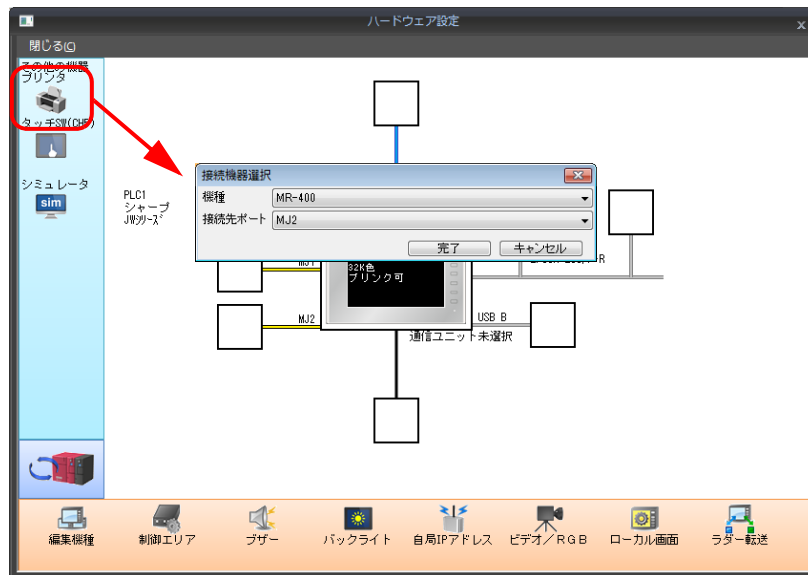 ハードウェア設定
x
閉じる(C)
その他の機器
プリンタ
タッチSW(CH5)
シミュレータ
sim
PLC1
シャープ
JWシリーズ
接続機器選択
機種
MR-400
接続先ポート
MJ2
完了
キャンセル
32K色
ブリンク可
MJ2
USB B
通信ユニット未選択
編集機種
制御エリア
ブザー
バックライト
自局IPアドレス
ビデオ/RGB
ローカル画面
ラダー転送